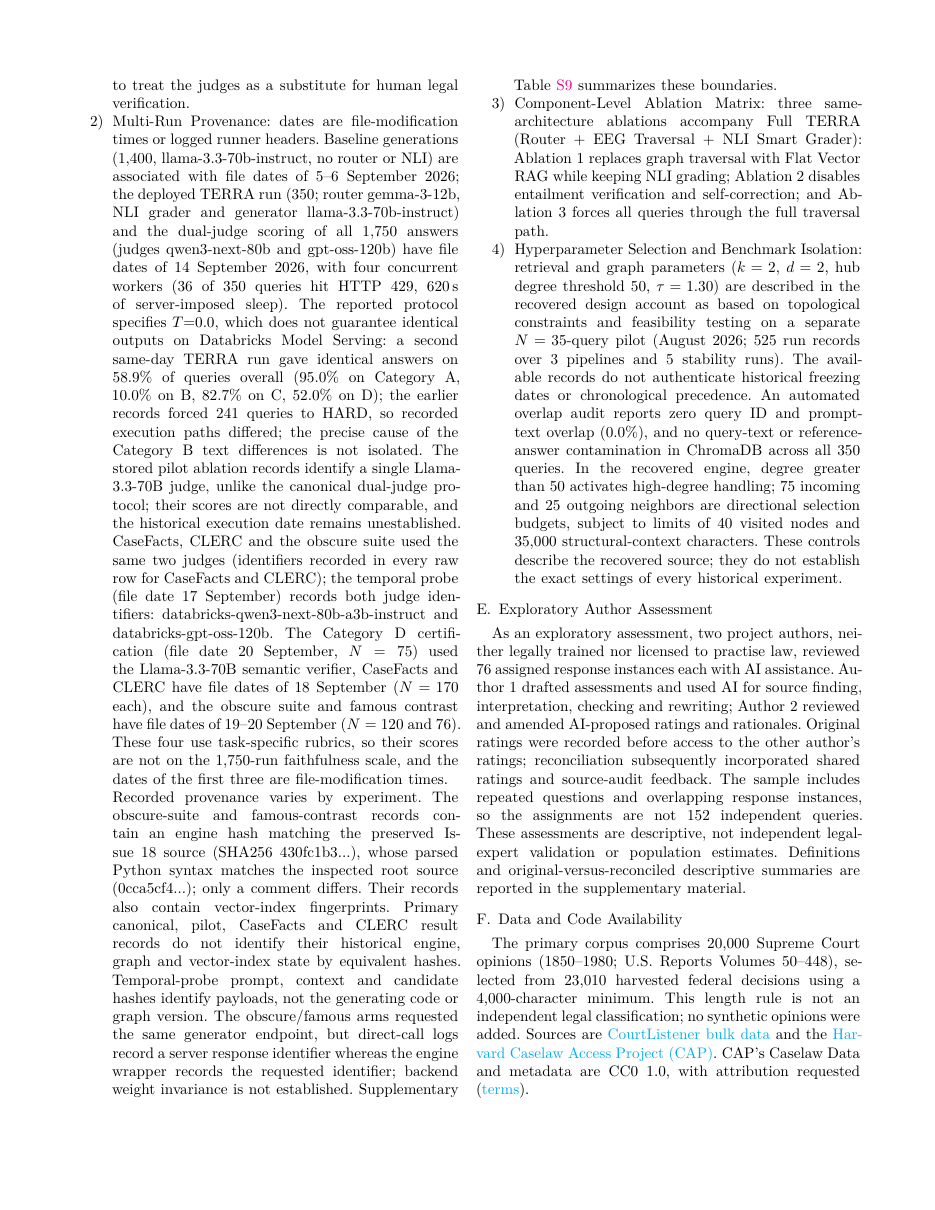 to treat the judges as a substitute for human legal
verification.
2) Multi-Run Provenance: dates are file-modification
times or logged runner headers. Baseline generations
(1,400, llama-3.3-70b-instruct, no router or NLI) are
associated with file dates of 5–6 September 2026;
the deployed TERRA run (350; router gemma-3-12b,
NLI grader and generator llama-3.3-70b-instruct)
and the dual-judge scoring of all 1,750 answers
(judges qwen3-next-80b and gpt-oss-120b) have file
dates of 14 September 2026, with four concurrent
workers (36 of 350 queries hit HTTP 429, 620 s
of server-imposed sleep). The reported protocol
specifies T=0.0, which does not guarantee identical
outputs on Databricks Model Serving: a second
same-day TERRA run gave identical answers on
58.9% of queries overall (95.0% on Category A,
10.0% on B, 82.7% on C, 52.0% on D); the earlier
records forced 241 queries to HARD, so recorded
execution paths differed; the precise cause of the
Category B text differences is not isolated. The
stored pilot ablation records identify a single Llama-
3.3-70B judge, unlike the canonical dual-judge pro-
tocol; their scores are not directly comparable, and
the historical execution date remains unestablished.
CaseFacts, CLERC and the obscure suite used the
same two judges (identifiers recorded in every raw
row for CaseFacts and CLERC); the temporal probe
(file date 17 September) records both judge iden-
tifiers: databricks-qwen3-next-80b-a3b-instruct and
databricks-gpt-oss-120b. The Category D certifi-
cation (file date 20 September, N = 75) used
the Llama-3.3-70B semantic verifier, CaseFacts and
CLERC have file dates of 18 September (N = 170
each), and the obscure suite and famous contrast
have file dates of 19–20 September (N = 120 and 76).
These four use task-specific rubrics, so their scores
are not on the 1,750-run faithfulness scale, and the
dates of the first three are file-modification times.
Recorded provenance varies by experiment. The
obscure-suite and famous-contrast records con-
tain an engine hash matching the preserved Is-
sue 18 source (SHA256 430fc1b3...), whose parsed
Python syntax matches the inspected root source
(0cca5cf4...); only a comment differs. Their records
also contain vector-index fingerprints. Primary
canonical, pilot, CaseFacts and CLERC result
records do not identify their historical engine,
graph and vector-index state by equivalent hashes.
Temporal-probe prompt, context and candidate
hashes identify payloads, not the generating code or
graph version. The obscure/famous arms requested
the same generator endpoint, but direct-call logs
record a server response identifier whereas the engine
wrapper records the requested identifier; backend
weight invariance is not established. Supplementary
Table S9 summarizes these boundaries.
3) Component-Level Ablation Matrix: three same-
architecture ablations accompany Full TERRA
(Router + EEG Traversal + NLI Smart Grader):
Ablation 1 replaces graph traversal with Flat Vector
RAG while keeping NLI grading; Ablation 2 disables
entailment verification and self-correction; and Ab-
lation 3 forces all queries through the full traversal
path.
4) Hyperparameter Selection and Benchmark Isolation:
retrieval and graph parameters (k = 2, d = 2, hub
degree threshold 50, τ = 1.30) are described in the
recovered design account as based on topological
constraints and feasibility testing on a separate
N = 35-query pilot (August 2026; 525 run records
over 3 pipelines and 5 stability runs). The avail-
able records do not authenticate historical freezing
dates or chronological precedence. An automated
overlap audit reports zero query ID and prompt-
text overlap (0.0%), and no query-text or reference-
answer contamination in ChromaDB across all 350
queries. In the recovered engine, degree greater
than 50 activates high-degree handling; 75 incoming
and 25 outgoing neighbors are directional selection
budgets, subject to limits of 40 visited nodes and
35,000 structural-context characters. These controls
describe the recovered source; they do not establish
the exact settings of every historical experiment.
E. Exploratory Author Assessment
As an exploratory assessment, two project authors, nei-
ther legally trained nor licensed to practise law, reviewed
76 assigned response instances each with AI assistance. Au-
thor 1 drafted assessments and used AI for source finding,
interpretation, checking and rewriting; Author 2 reviewed
and amended AI-proposed ratings and rationales. Original
ratings were recorded before access to the other author's
ratings; reconciliation subsequently incorporated shared
ratings and source-audit feedback. The sample includes
repeated questions and overlapping response instances,
so the assignments are not 152 independent queries.
These assessments are descriptive, not independent legal-
expert validation or population estimates. Definitions
and original-versus-reconciled descriptive summaries are
reported in the supplementary material.
F. Data and Code Availability
The primary corpus comprises 20,000 Supreme Court
opinions (1850–1980; U.S. Reports Volumes 50–448), se-
lected from 23,010 harvested federal decisions using a
4,000-character minimum. This length rule is not an
independent legal classification; no synthetic opinions were
added. Sources are CourtListener bulk data and the Har-
vard Caselaw Access Project (CAP). CAP's Caselaw Data
and metadata are CC0 1.0, with attribution requested
(terms).